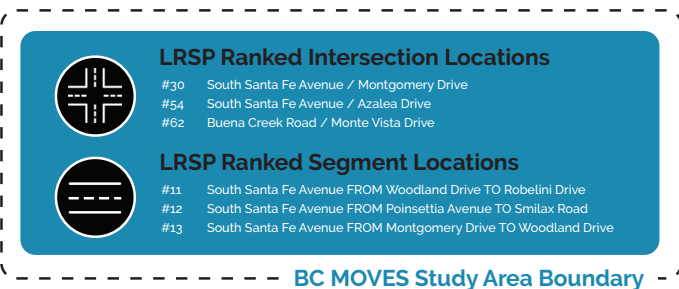 LRSP Ranked Intersection Locations
#30 South Santa Fe Avenue / Montgomery Drive
#54 South Santa Fe Avenue / Azalea Drive
#62 Buena Creek Road / Monte Vista Drive
LRSP Ranked Segment Locations
#11 South Santa Fe Avenue FROM Woodland Drive TO Robelini Drive
#12 South Santa Fe Avenue FROM Poinsettia Avenue TO Smilax Road
#13 South Santa Fe Avenue FROM Montgomery Drive TO Woodland Drive
BC MOVES Study Area Boundary